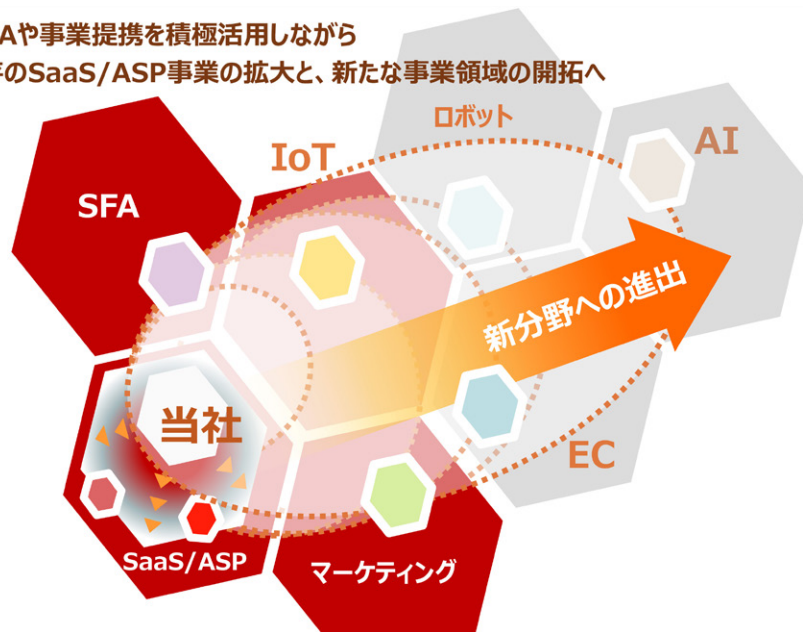 Aや事業提携を積極活用しながら
のSaaS/ASP事業の拡大と、新たな事業領域の開拓へ
ロボット
AI
IoT
SFA
新分野への進出
当社
EC
SaaS/ASP
マーケティング